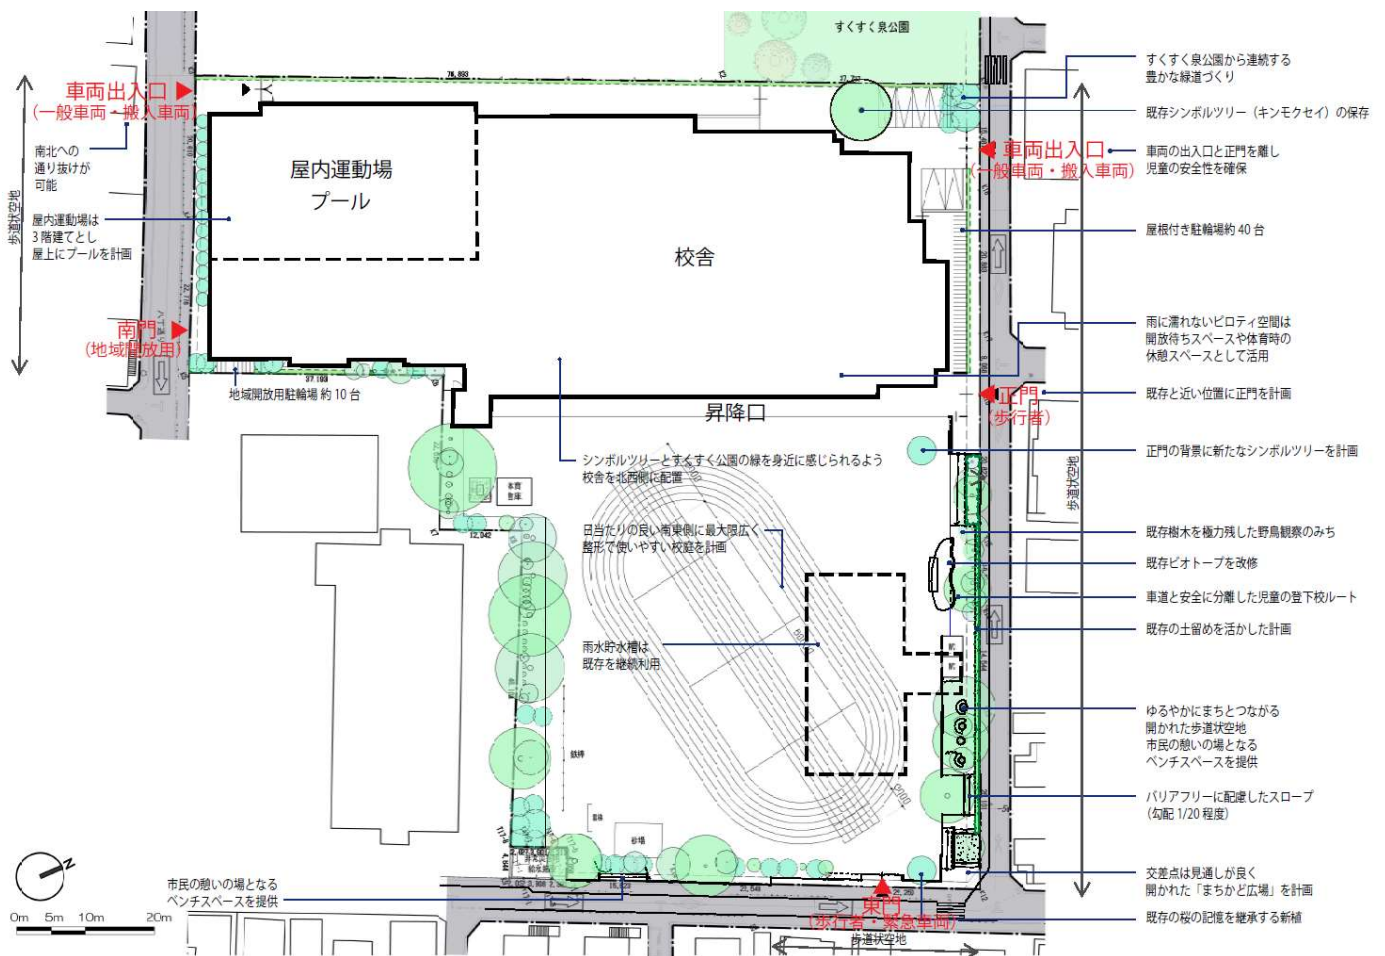 すくすく泉公園
車両出入口
(一般車両・搬入車両)
南北への
通り抜けが
可能
歩道状空地
屋内運動場は
3階建てとし
屋上にプールを計画
南門
(地域開放用)
屋内運動場
プール
校舎
地域開放用駐輪場 約10台
37.193
78.893
昇降口
シンボルツリーとすくすく公園の緑を身近に感じられるよう
校舎を北西側に配置
日当たりの良い南東側に最大限広く
整形で使いやすい校庭を計画
雨水貯水槽は
既存を継続利用
12.042
鉄棒
砂場
すくすく泉公園から連続する
豊かな緑道づくり
既存シンボルツリー(キンモクセイ)の保存
車両出入口
(一般車両・搬入車両)
車両の出入口と正門を離し
児童の安全性を確保
屋根付き駐輪場約40台
雨に濡れないピロティ空間は
開放待ちスペースや体育時の
休憩スペースとして活用
正門
(歩行者)
既存と近い位置に正門を計画
正門の背景に新たなシンボルツリーを計画
歩道状空地
既存樹木を極力残した野鳥観察のみち
既存ビオトープを改修
車道と安全に分離した児童の登下校ルート
既存の土留めを活かした計画
ゆるやかにまちとつながる
開かれた歩道状空地
市民の憩いの場となる
ベンチスペースを提供
バリアフリーに配慮したスロープ
(勾配1/20程度)
交差点は見通しが良く
開かれた「まちかど広場」を計画
既存の桜の記憶を継承する新植
市民の憩いの場となる
ベンチスペースを提供
東門
(歩行者・緊急車両)
歩道状空地
N
0m 5m 10m 20m